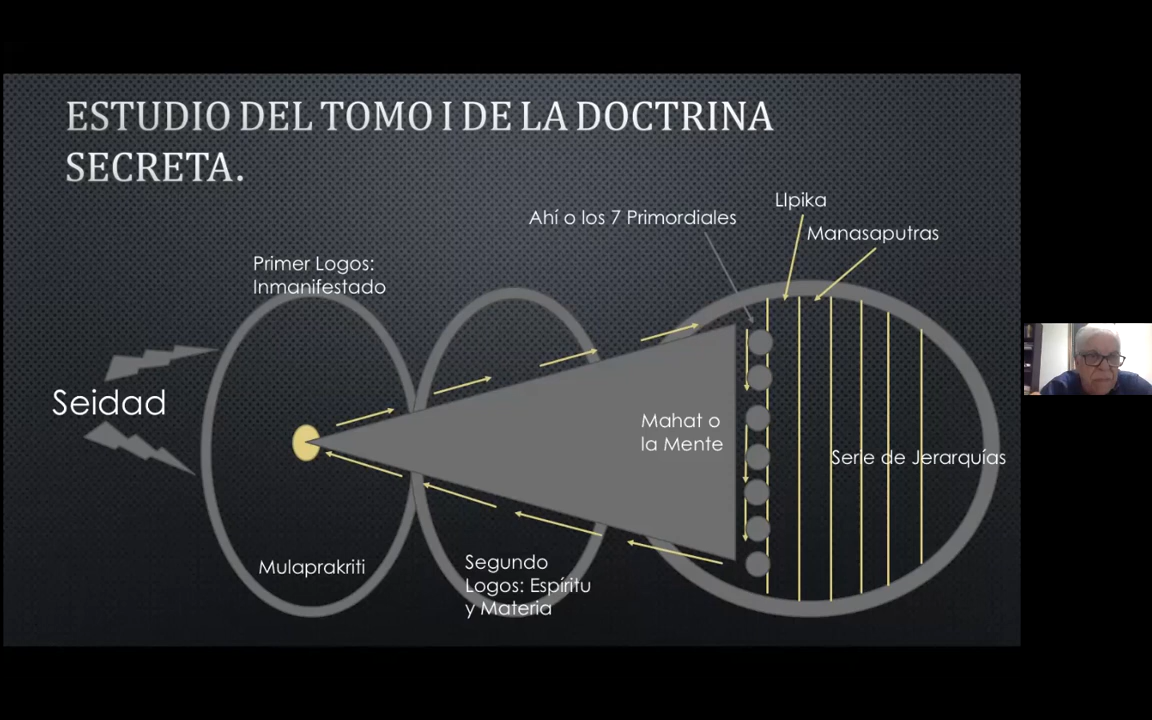 ESTUDIO DEL TOMO I DE LA DOCTRINA
SECRETA.
LIpika
Ahí o los 7 Primordiales
Manasaputras
Primer Logos:
Inmanifestado
Seidad
Mahat o
la Mente
Serie de Jerarquías
Mulaprakriti
Segundo
Logos: Espíritu
y Materia